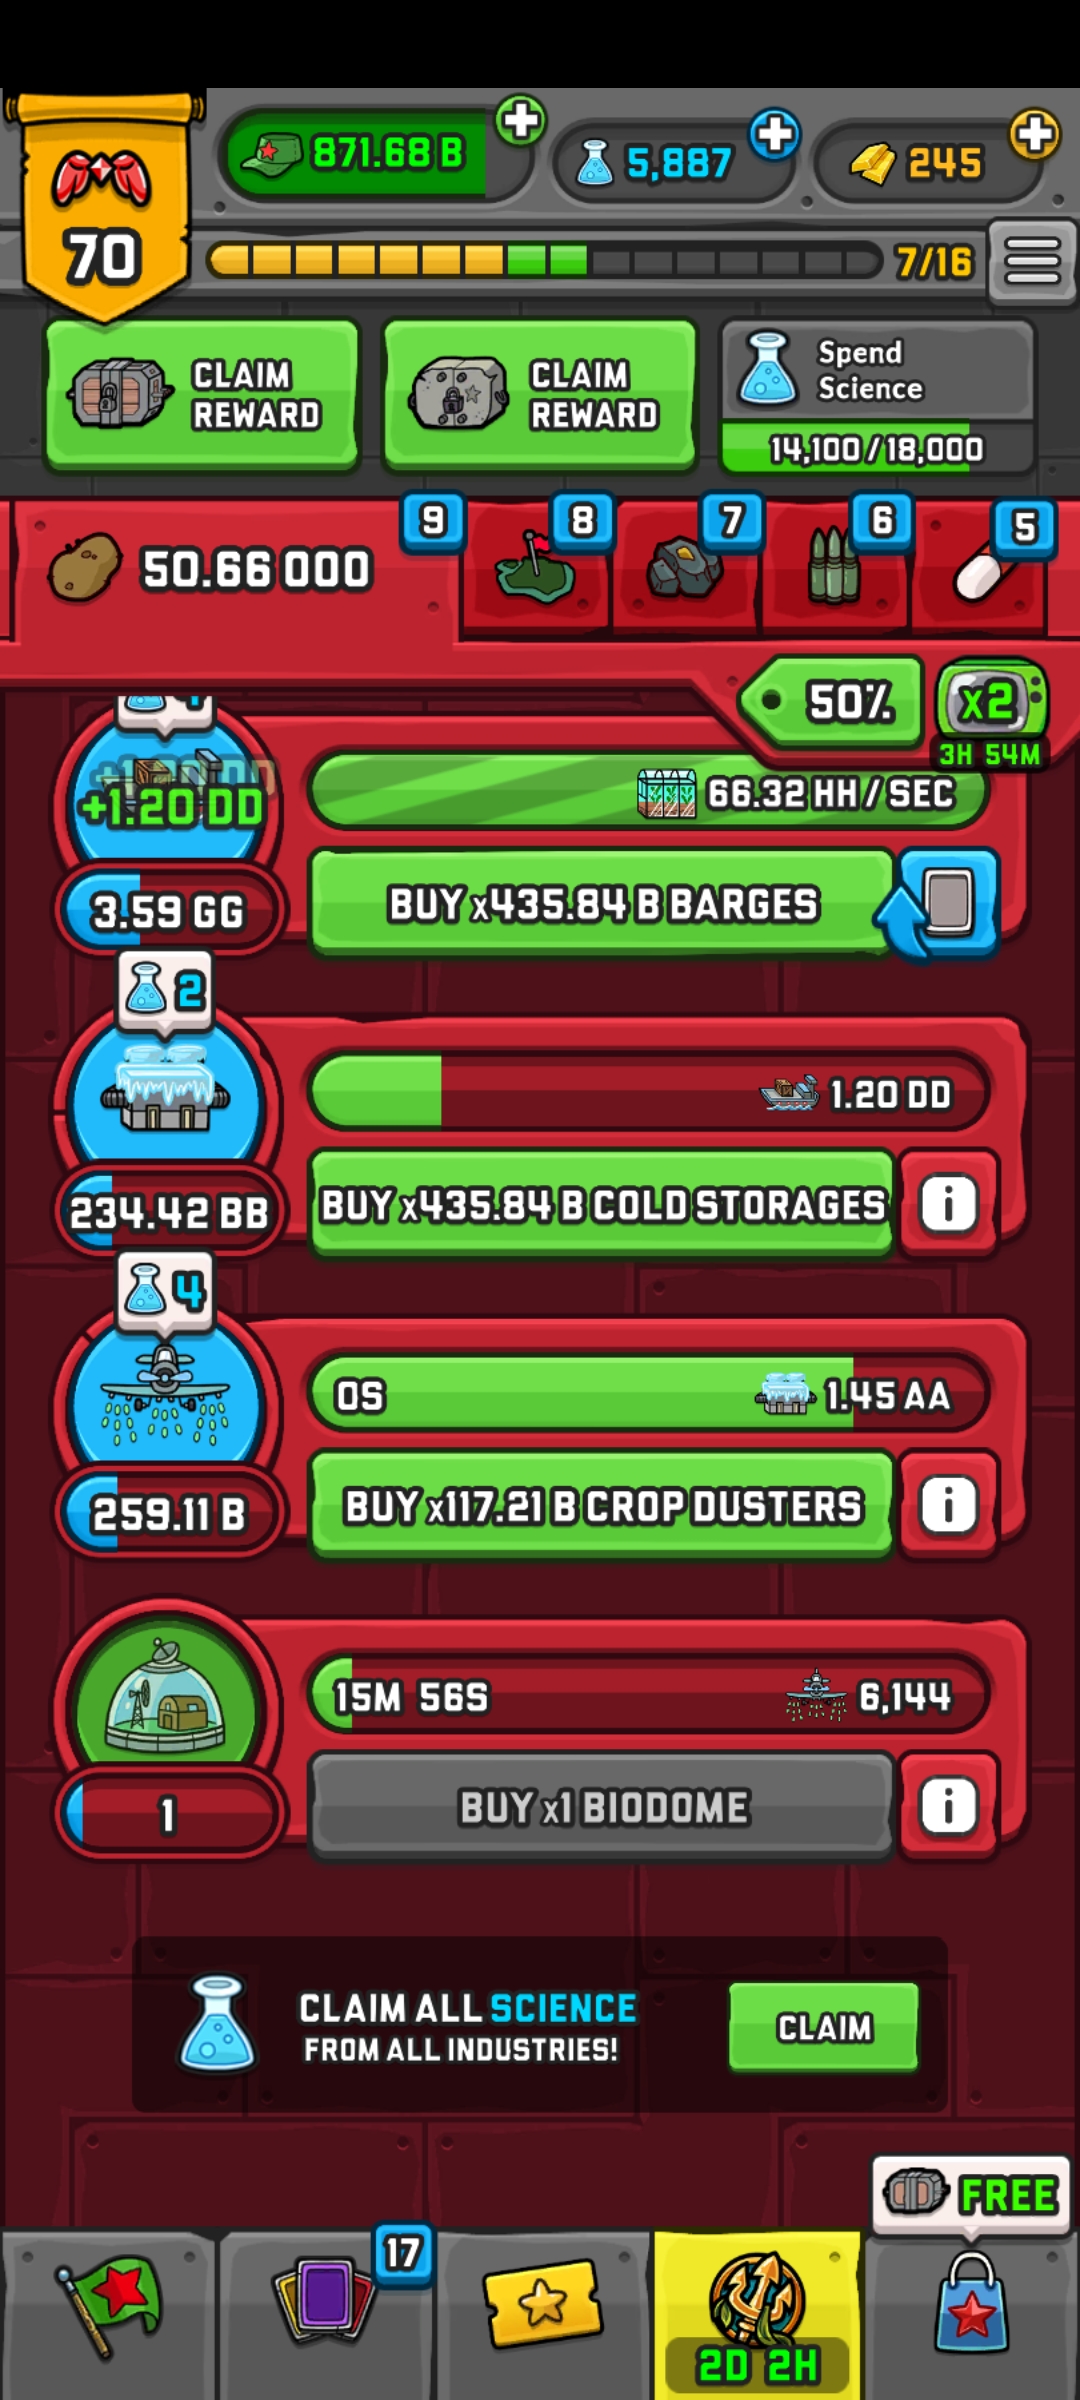 871.68 B
5,887
245
70
7/16
CLAIM
REWARD
CLAIM
REWARD
Spend
Science
14,100/18,000
50.66 000
9
8
7
6
5
50%
x2
3H 54M
+1.20 DD
66.32 HH/SEC
3.59 GG
BUY x435.84 B BARGES
2
1.20 DD
234.42 BB
BUY x435.84 B COLD STORAGES
4
0S
1.45 AA
259.11 B
BUY x117.21 B CROP DUSTERS
15M 56S
6,144
1
BUY x1 BIODOME
CLAIM ALL SCIENCE
FROM ALL INDUSTRIES!
CLAIM
FREE
17
2D 2H